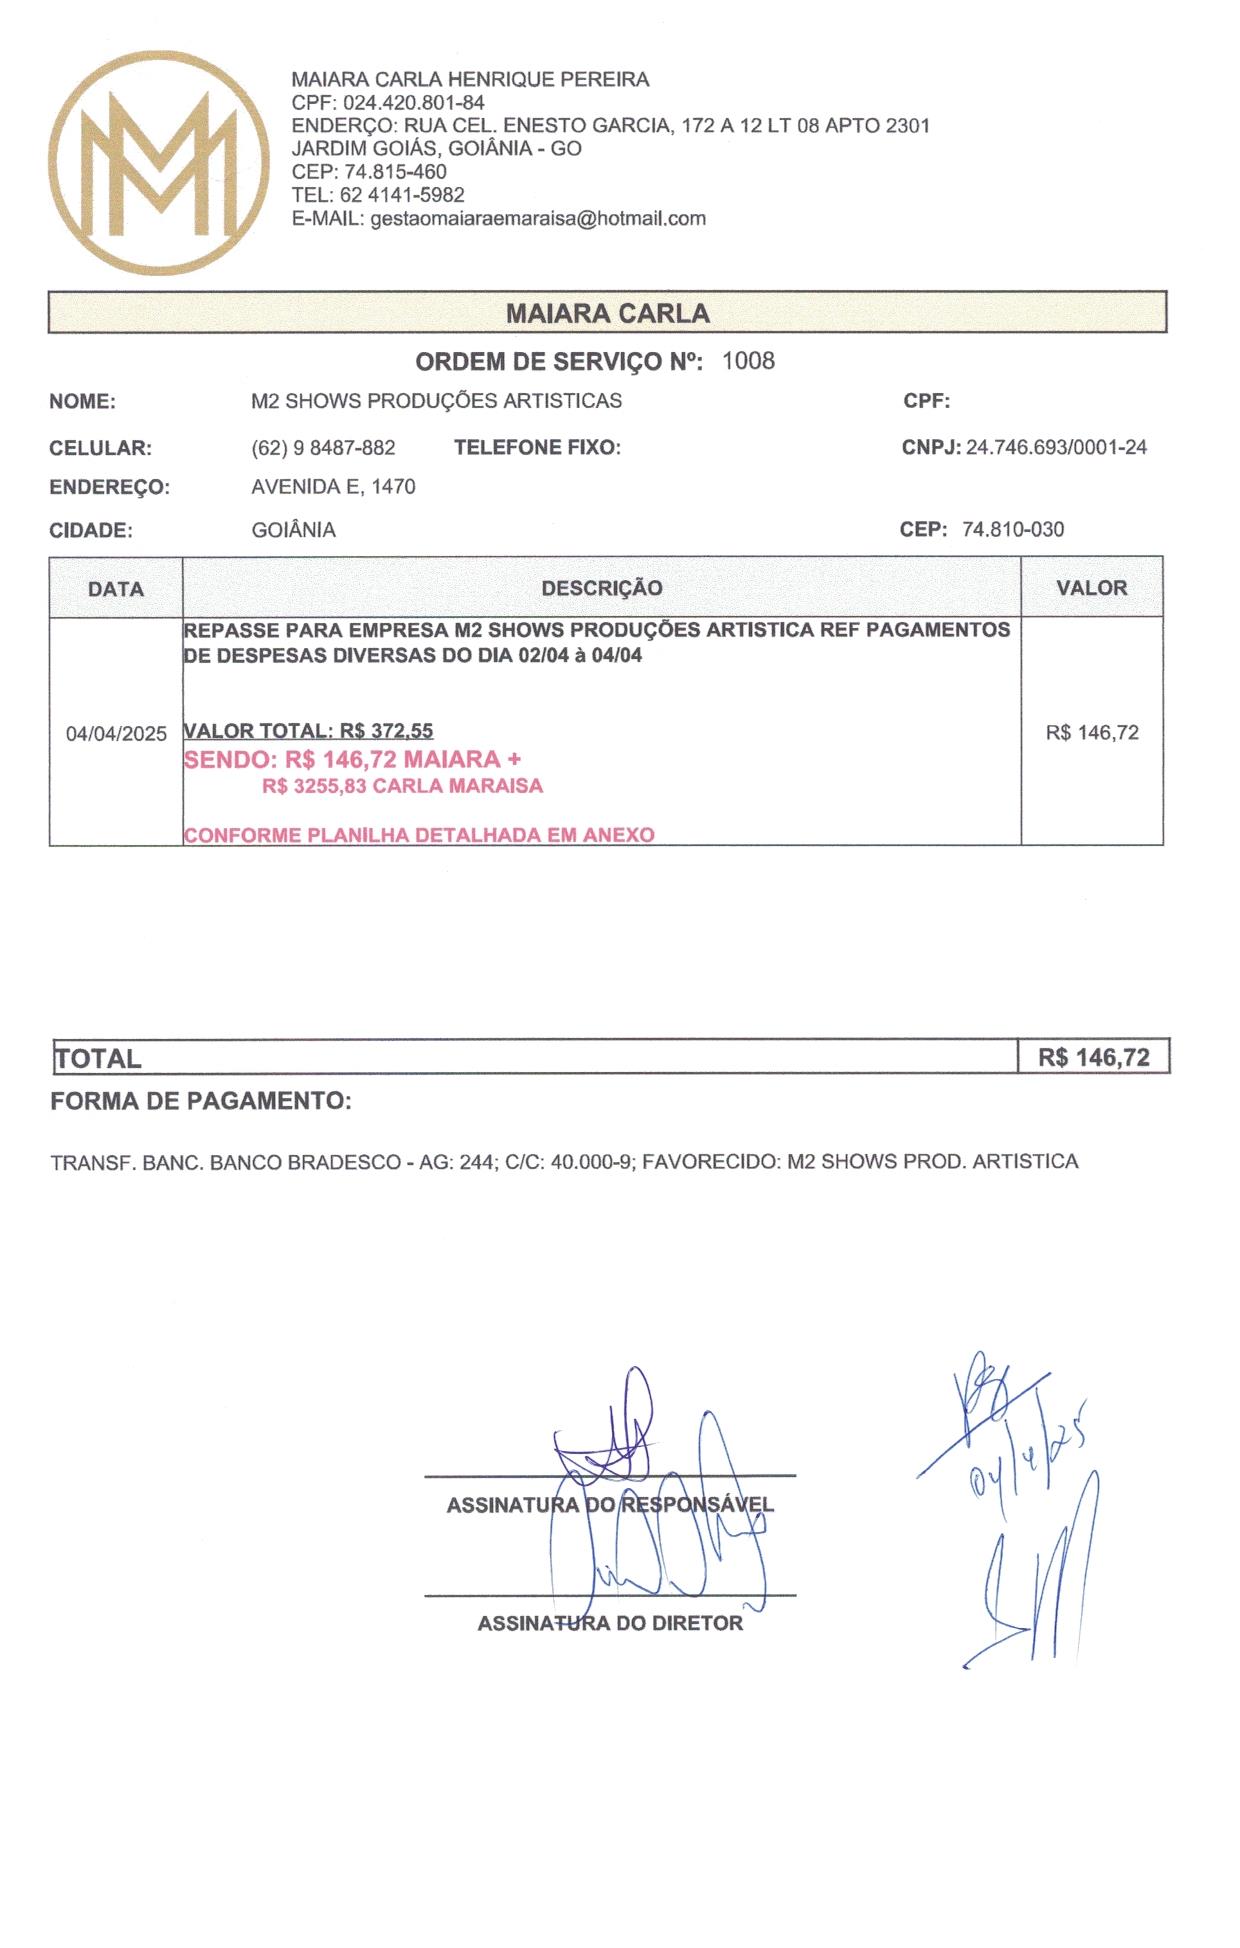 MAIARA CARLA HENRIQUE PEREIRA
CPF: 024.420.801-84
ENDERÇO: RUA CEL. ENESTO GARCIA, 172 A 12 LT 08 APTO 2301
JARDIM GOIÁS, GOIÂNIA - GO
CEP: 74.815-460
TEL: 62 4141-5982
E-MAIL: gestaomaiaraemaraisa@hotmail.com
MAIARA CARLA
ORDEM DE SERVIÇO Nº: 1008
NOME: M2 SHOWS PRODUÇÕES ARTISTICAS CPF:
CELULAR: (62) 9 8487-882 TELEFONE FIXO: CNPJ: 24.746.693/0001-24
ENDEREÇO: AVENIDA E, 1470
CIDADE: GOIÂNIA CEP: 74.810-030
DATA DESCRIÇÃO VALOR
REPASSE PARA EMPRESA M2 SHOWS PRODUÇÕES ARTISTICA REF PAGAMENTOS
DE DESPESAS DIVERSAS DO DIA 02/04 à 04/04
04/04/2025 VALOR TOTAL: R$ 372,55 R$ 146,72
SENDO: R$ 146,72 MAIARA +
R$ 3255,83 CARLA MARAISA
CONFORME PLANILHA DETALHADA EM ANEXO
TOTAL R$ 146,72
FORMA DE PAGAMENTO:
TRANSF. BANC. BANCO BRADESCO - AG: 244; C/C: 40.000-9; FAVORECIDO: M2 SHOWS PROD. ARTISTICA
04/4/25
ASSINATURA DO RESPONSÁVEL
ASSINATURA DO DIRETOR